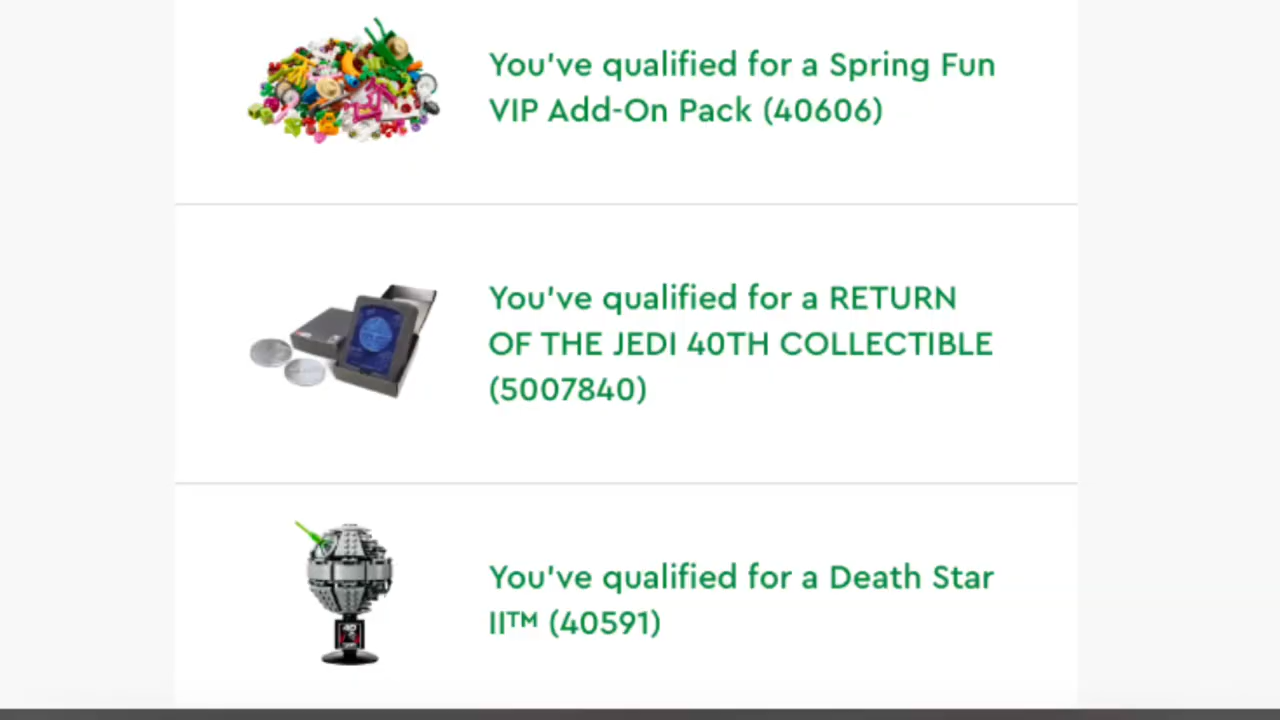 You've qualified for a Spring Fun
VIP Add-On Pack (40606)
You've qualified for a RETURN
OF THE JEDI 40TH COLLECTIBLE
(5007840)
You've qualified for a Death Star
II™ (40591)